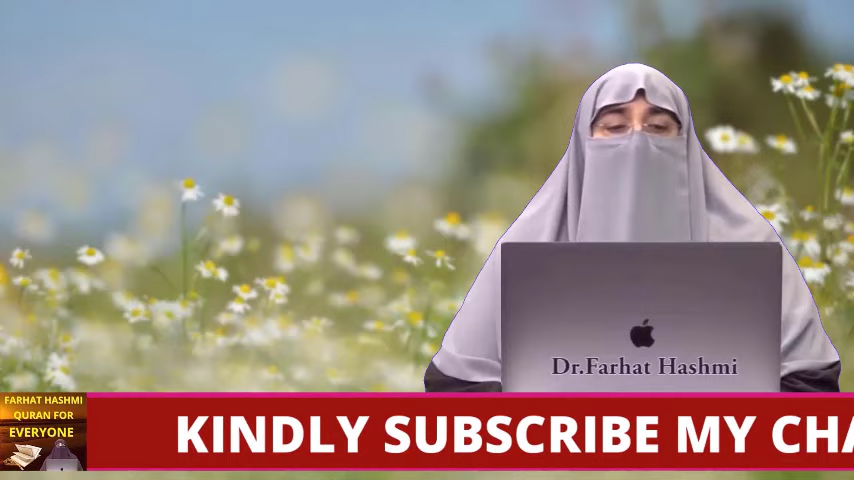 Dr.Farhat Hashmi
FARHAT HASHMI
QURAN FOR
EVERYONE
KINDLY SUBSCRIBE MY CHA